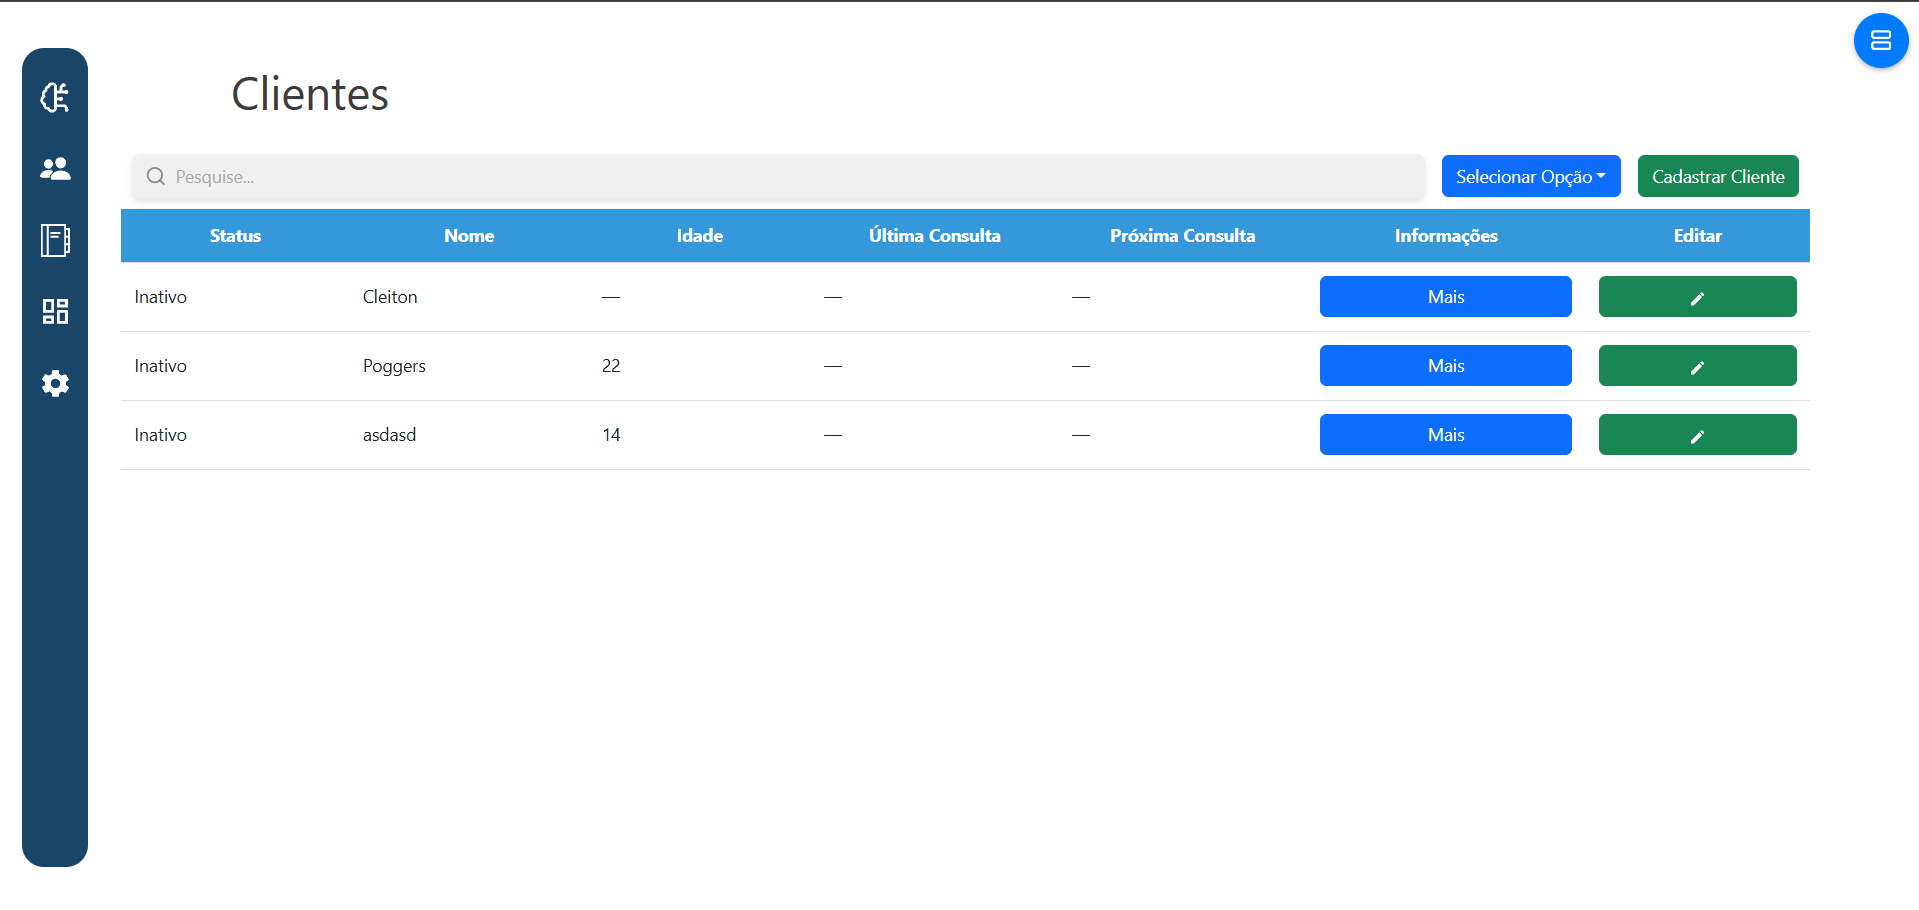 Clientes
Pesquise...
Selecionar Opção
Cadastrar Cliente
Status Nome Idade Última Consulta Próxima Consulta Informações Editar
Inativo Cleiton — — — Mais
Inativo Poggers 22 — — Mais
Inativo asdasd 14 — — Mais